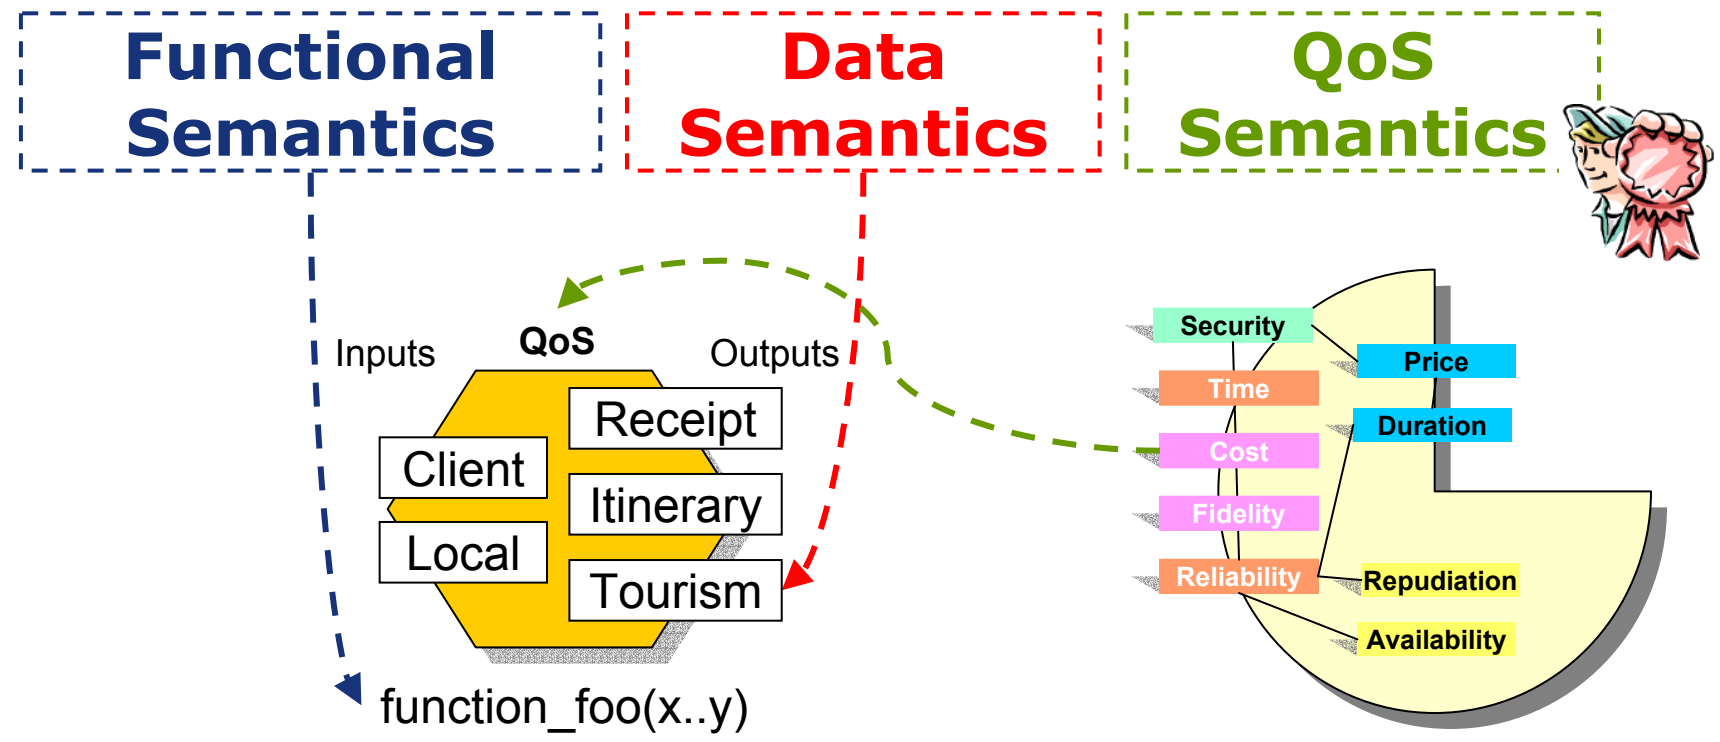 Functional
Semantics
Data
Semantics
QoS
Semantics
Inputs
QoS
Outputs
Client
Local
Receipt
Itinerary
Tourism
function_foo(x..y)
Security
Time
Cost
Fidelity
Reliability
Price
Duration
Repudiation
Availability